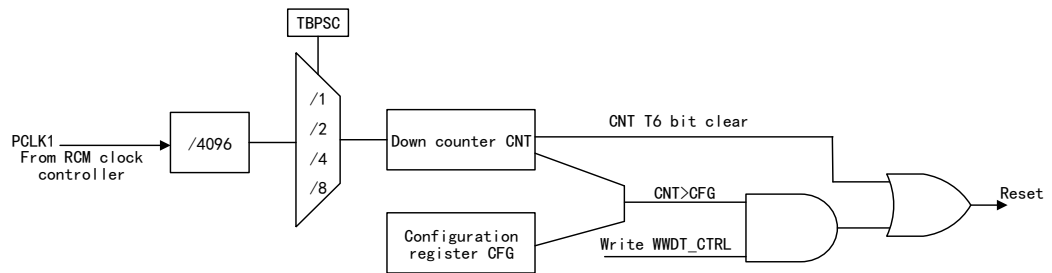 TBPSC
PCLK1
From RCM clock
controller
/4096
/1
/2
/4
/8
Down counter CNT
CNT T6 bit clear
Configuration
register CFG
CNT>CFG
Write WWDT_CTRL
Reset